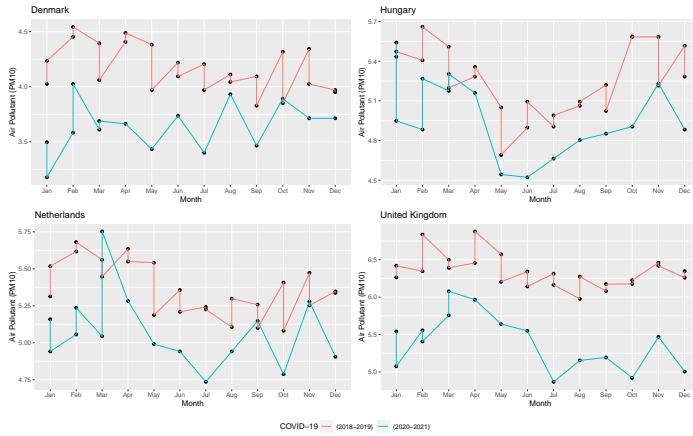 Denmark
Air Pollutant (PM10)
4.5
4.0
3.5
Jan Feb Mar Apr May Jun Jul Aug Sep Oct Nov Dec
Month
Hungary
Air Pollutant (PM10)
5.7
5.4
5.1
4.8
4.5
Jan Feb Mar Apr May Jun Jul Aug Sep Oct Nov Dec
Month
Netherlands
Air Pollutant (PM10)
5.75
5.50
5.25
5.00
4.75
Jan Feb Mar Apr May Jun Jul Aug Sep Oct Nov Dec
Month
United Kingdom
Air Pollutant (PM10)
6.5
6.0
5.5
5.0
Jan Feb Mar Apr May Jun Jul Aug Sep Oct Nov Dec
Month
COVID−19 (2018−2019) (2020−2021)